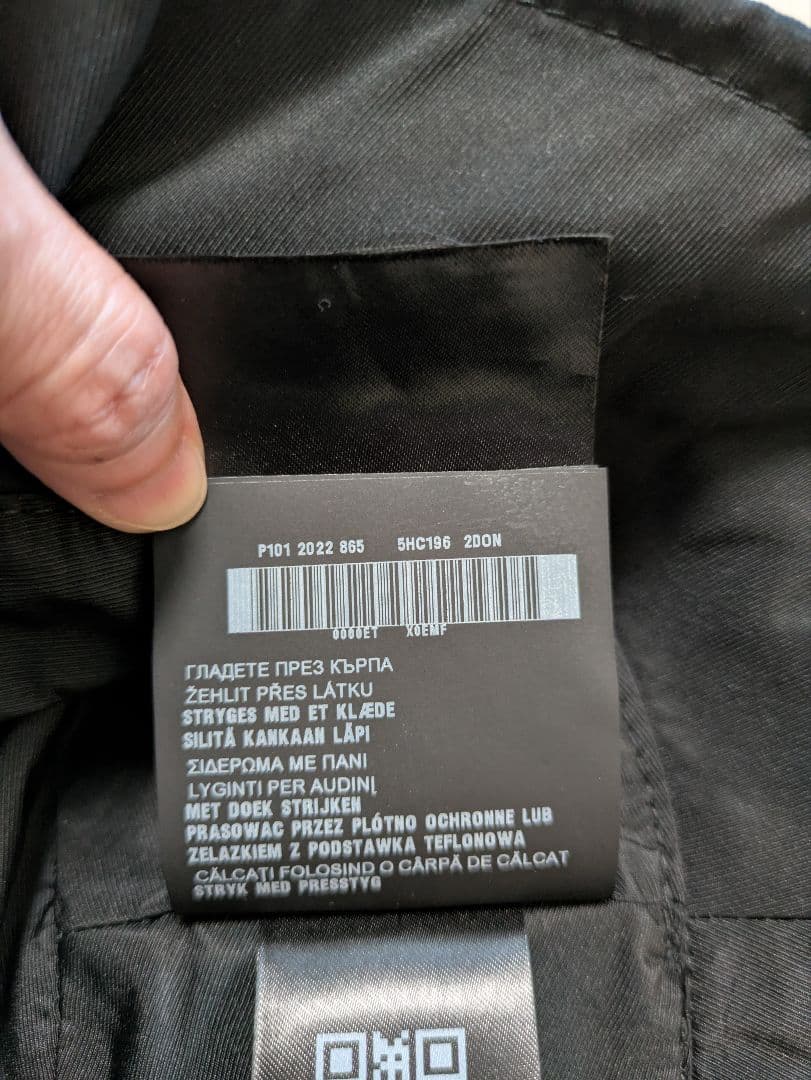 P101 2022 865 5HC196 2DON
0000ET X0EMF
ГЛАДЕТЕ ПРЕЗ КЪРПА
ŽEHLIT PŘES LÁTKU
STRYGES MED ET KLÆDE
SILITÄ KANKAAN LÄPI
ΣΙΔΕΡΩΜΑ ΜΕ ΠΑΝΙ
LYGINTI PER AUDINĮ
MET DOEK STRIJKEN
PRASOWAC PRZEZ PLÓTNO OCHRONNE LUB
ZELAZKIEM Z PODSTAWKA TEFLONOWA
CĂLCAȚI FOLOSIND O CÂRPĂ DE CĂLCAT
STRYK MED PRESSTYG